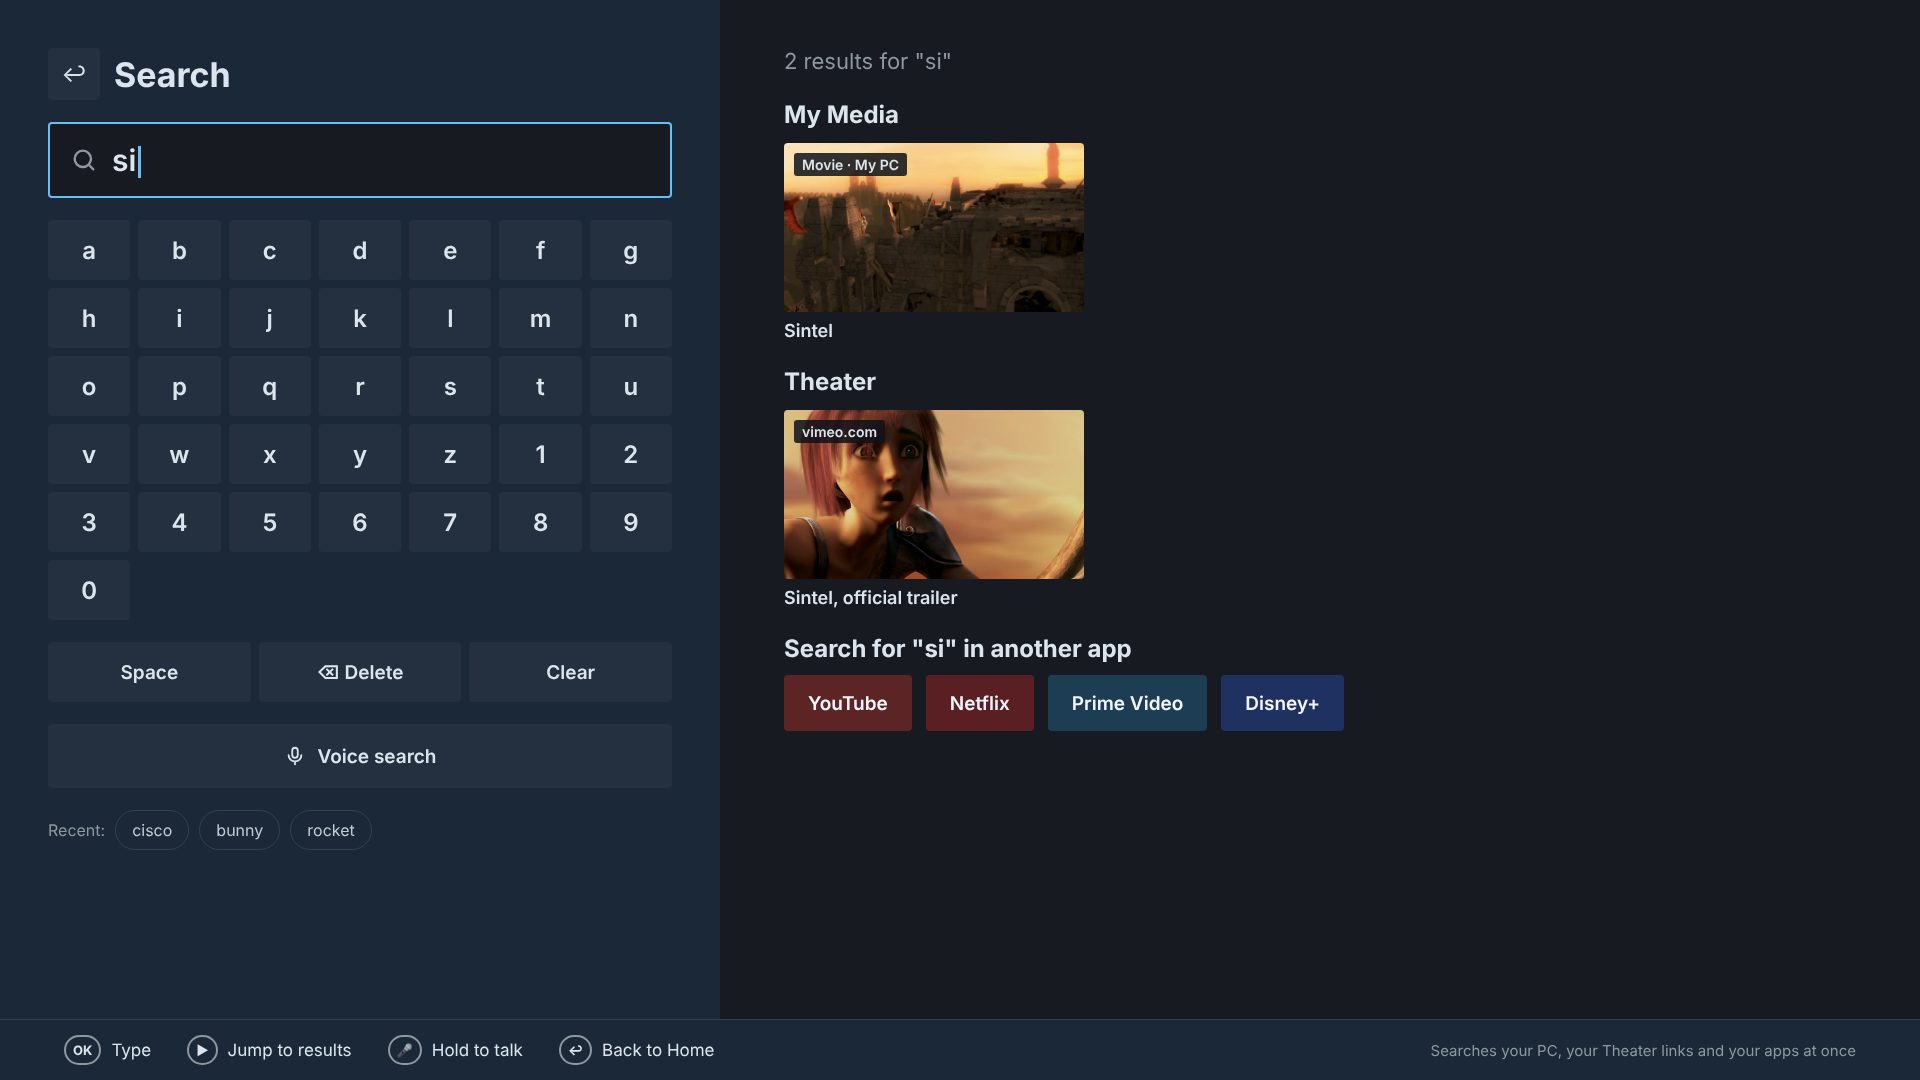 Search
si
a b c d e f g
h i j k l m n
o p q r s t u
v w x y z 1 2
3 4 5 6 7 8 9
0
Space Delete Clear
Voice search
Recent: cisco bunny rocket
2 results for "si"
My Media
Movie · My PC
Sintel
Theater
vimeo.com
Sintel, official trailer
Search for "si" in another app
YouTube Netflix Prime Video Disney+
OK Type Jump to results Hold to talk Back to Home
Searches your PC, your Theater links and your apps at once